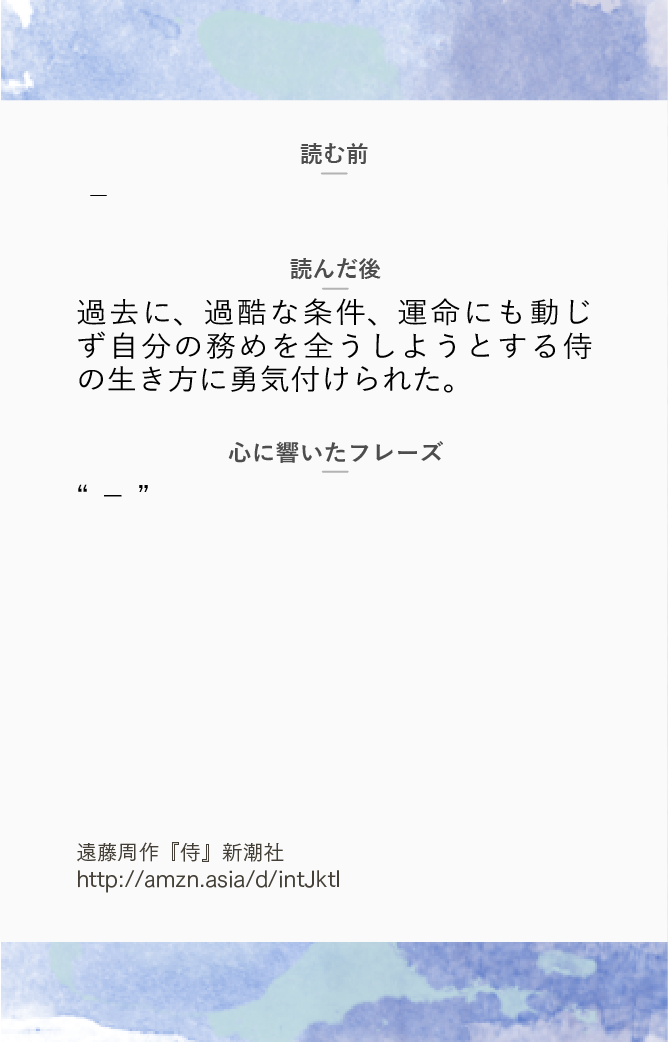 読む前
—
読んだ後
過去に、過酷な条件、運命にも動じ
ず自分の務めを全うしようとする侍
の生き方に勇気付けられた。
心に響いたフレーズ
“ — ”
遠藤周作『侍』新潮社
http://amzn.asia/d/intJktl